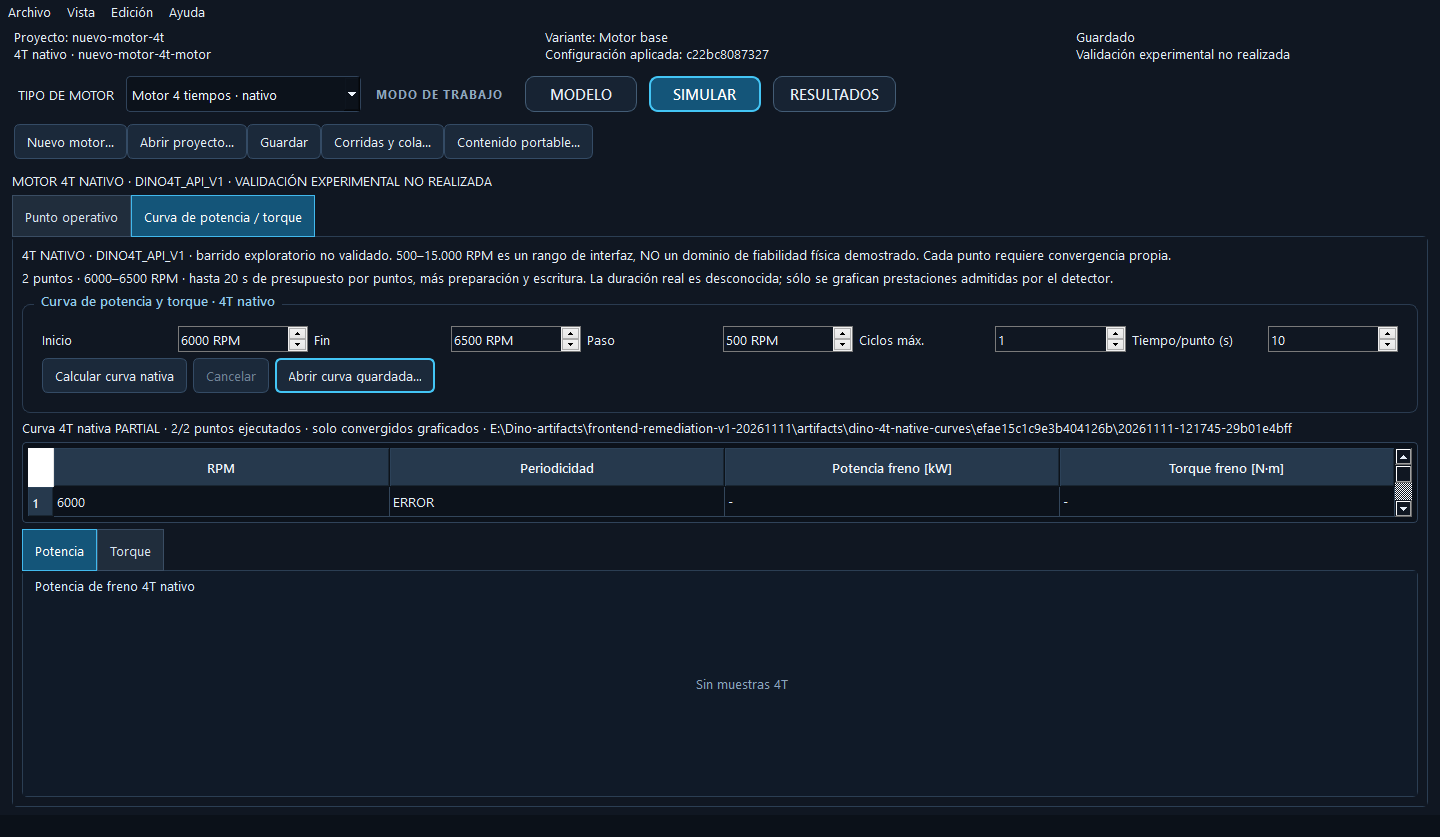 Archivo Vista Edición Ayuda
Proyecto: nuevo-motor-4t Variante: Motor base Guardado
4T nativo · nuevo-motor-4t-motor Configuración aplicada: c22bc8087327 Validación experimental no realizada
TIPO DE MOTOR Motor 4 tiempos · nativo MODO DE TRABAJO MODELO SIMULAR RESULTADOS
Nuevo motor... Abrir proyecto... Guardar Corridas y cola... Contenido portable...
MOTOR 4T NATIVO · DINO4T_API_V1 · VALIDACIÓN EXPERIMENTAL NO REALIZADA
Punto operativo Curva de potencia / torque
4T NATIVO · DINO4T_API_V1 · barrido exploratorio no validado. 500–15.000 RPM es un rango de interfaz, NO un dominio de fiabilidad física demostrado. Cada punto requiere convergencia propia.
2 puntos · 6000–6500 RPM · hasta 20 s de presupuesto por puntos, más preparación y escritura. La duración real es desconocida; sólo se grafican prestaciones admitidas por el detector.
Curva de potencia y torque · 4T nativo
Inicio 6000 RPM Fin 6500 RPM Paso 500 RPM Ciclos máx. 1 Tiempo/punto (s) 10
Calcular curva nativa Cancelar Abrir curva guardada...
Curva 4T nativa PARTIAL · 2/2 puntos ejecutados · solo convergidos graficados · E:\Dino-artifacts\frontend-remediation-v1-20261111\artifacts\dino-4t-native-curves\efae15c1c9e3b404126b\20261111-121745-29b01e4bff
RPM Periodicidad Potencia freno [kW] Torque freno [N·m]
1 6000 ERROR - -
Potencia Torque
Potencia de freno 4T nativo
Sin muestras 4T